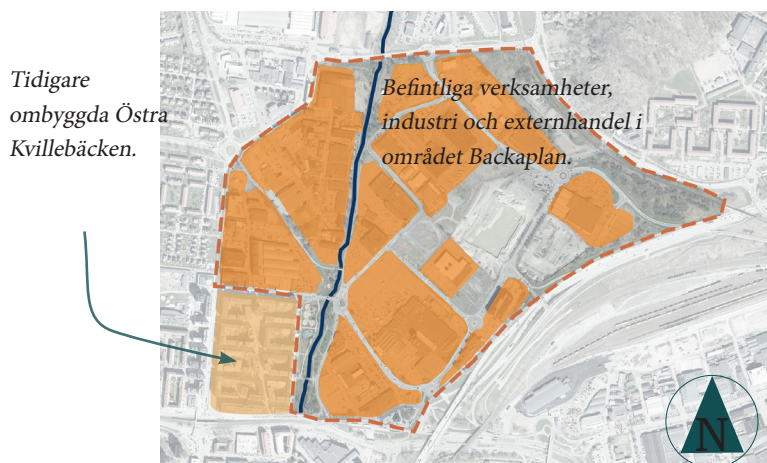 Tidigare
ombyggda Östra
Kvillebäcken.
Befintliga verksamheter,
industri och externhandel i
området Backaplan.
N